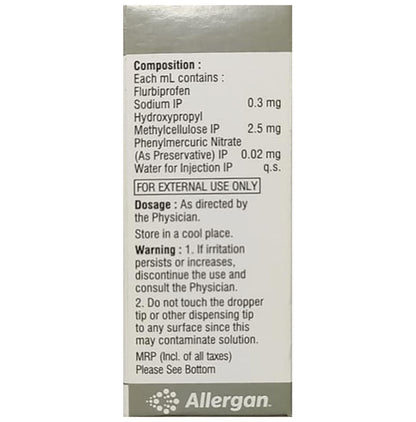 Composition :
Each mL contains :
Flurbiprofen
Sodium IP 0.3 mg
Hydroxypropyl
Methylcellulose IP 2.5 mg
Phenylmercuric Nitrate
(As Preservative) IP 0.02 mg
Water for Injection IP q.s.
FOR EXTERNAL USE ONLY
Dosage : As directed by
the Physician.
Store in a cool place.
Warning : 1. If irritation
persists or increases,
discontinue the use and
consult the Physician.
2. Do not touch the dropper
tip or other dispensing tip
to any surface since this
may contaminate solution.
MRP (Incl. of all taxes)
Please See Bottom
Allergan